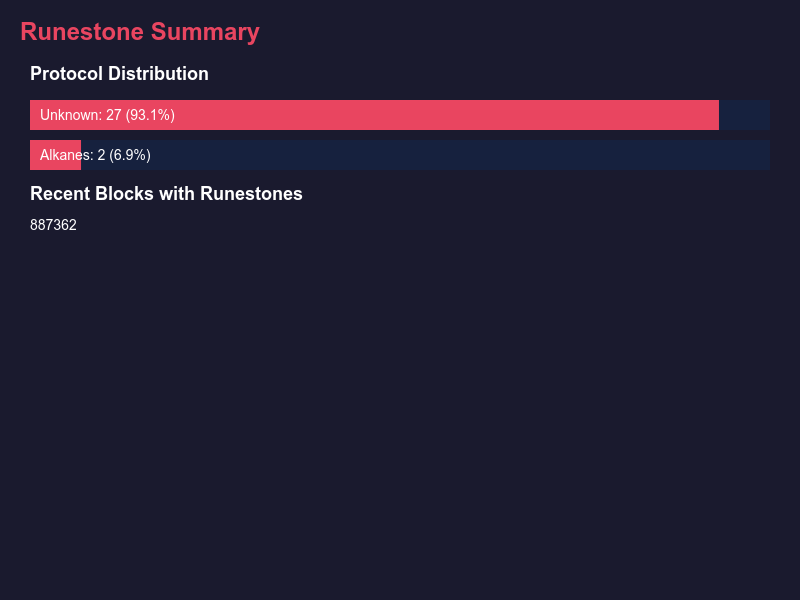 Runestone Summary
Protocol Distribution
Unknown: 27 (93.1%)
Alkanes: 2 (6.9%)
Recent Blocks with Runestones
887362